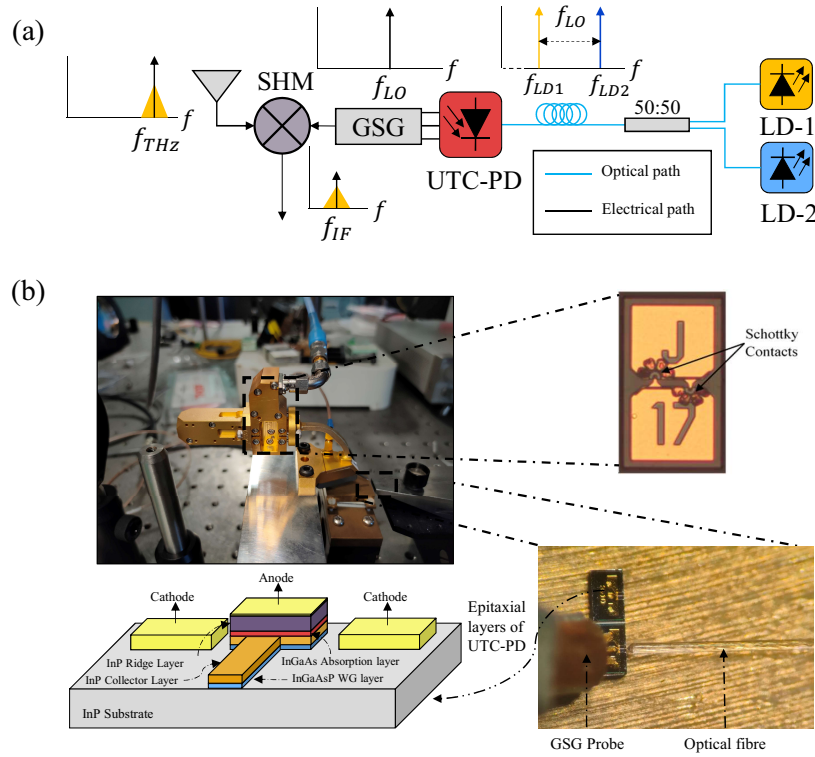 (a)
f_THz
f
SHM
f_LO
f
f_IF
f
GSG
UTC-PD
f_LO
f_LD1
f_LD2
f
50:50
LD-1
LD-2
Optical path
Electrical path
(b)
J
17
Schottky
Contacts
Anode
Cathode
Cathode
InP Ridge Layer
InP Collector Layer
InGaAs Absorption layer
InGaAsP WG layer
InP Substrate
Epitaxial
layers of
UTC-PD
GSG Probe
Optical fibre